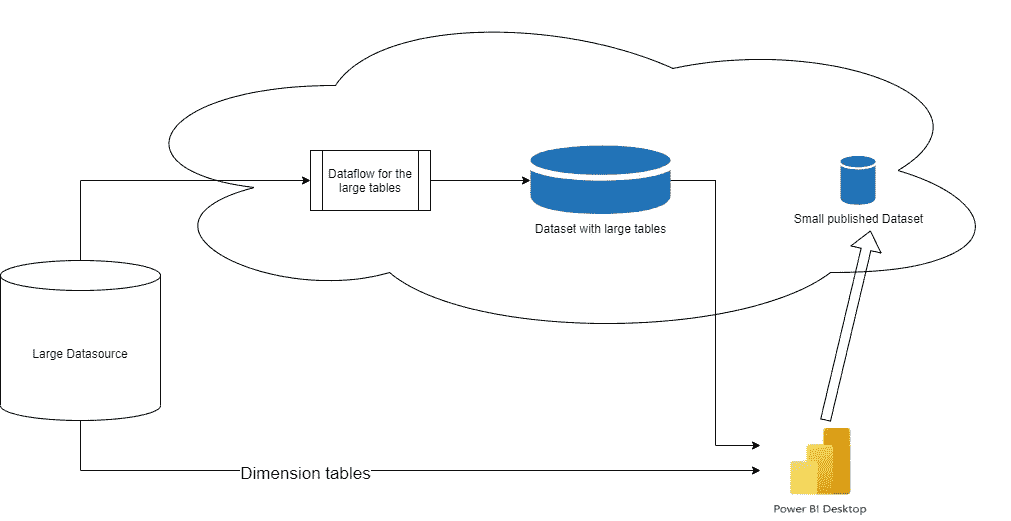 Dataflow for the
large tables
Dataset with large tables
Small published Dataset
Large Datasource
Dimension tables
Power BI Desktop